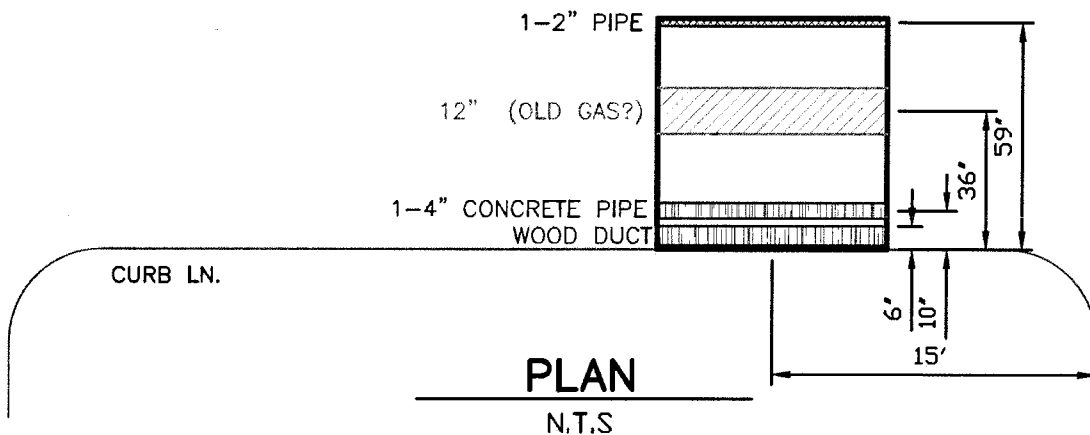 1-2" PIPE
12" (OLD GAS?)
1-4" CONCRETE PIPE
WOOD DUCT
CURB LN.
59"
36"
6"
10"
15'
PLAN
N.T.S